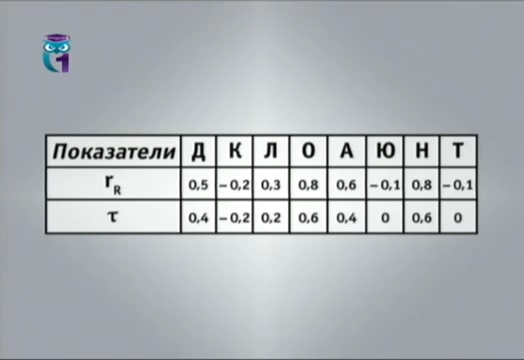 1
Показатели Д К Л О А Ю Н Т
r_R 0,5 –0,2 0,3 0,8 0,6 –0,1 0,8 –0,1
τ 0,4 –0,2 0,2 0,6 0,4 0 0,6 0